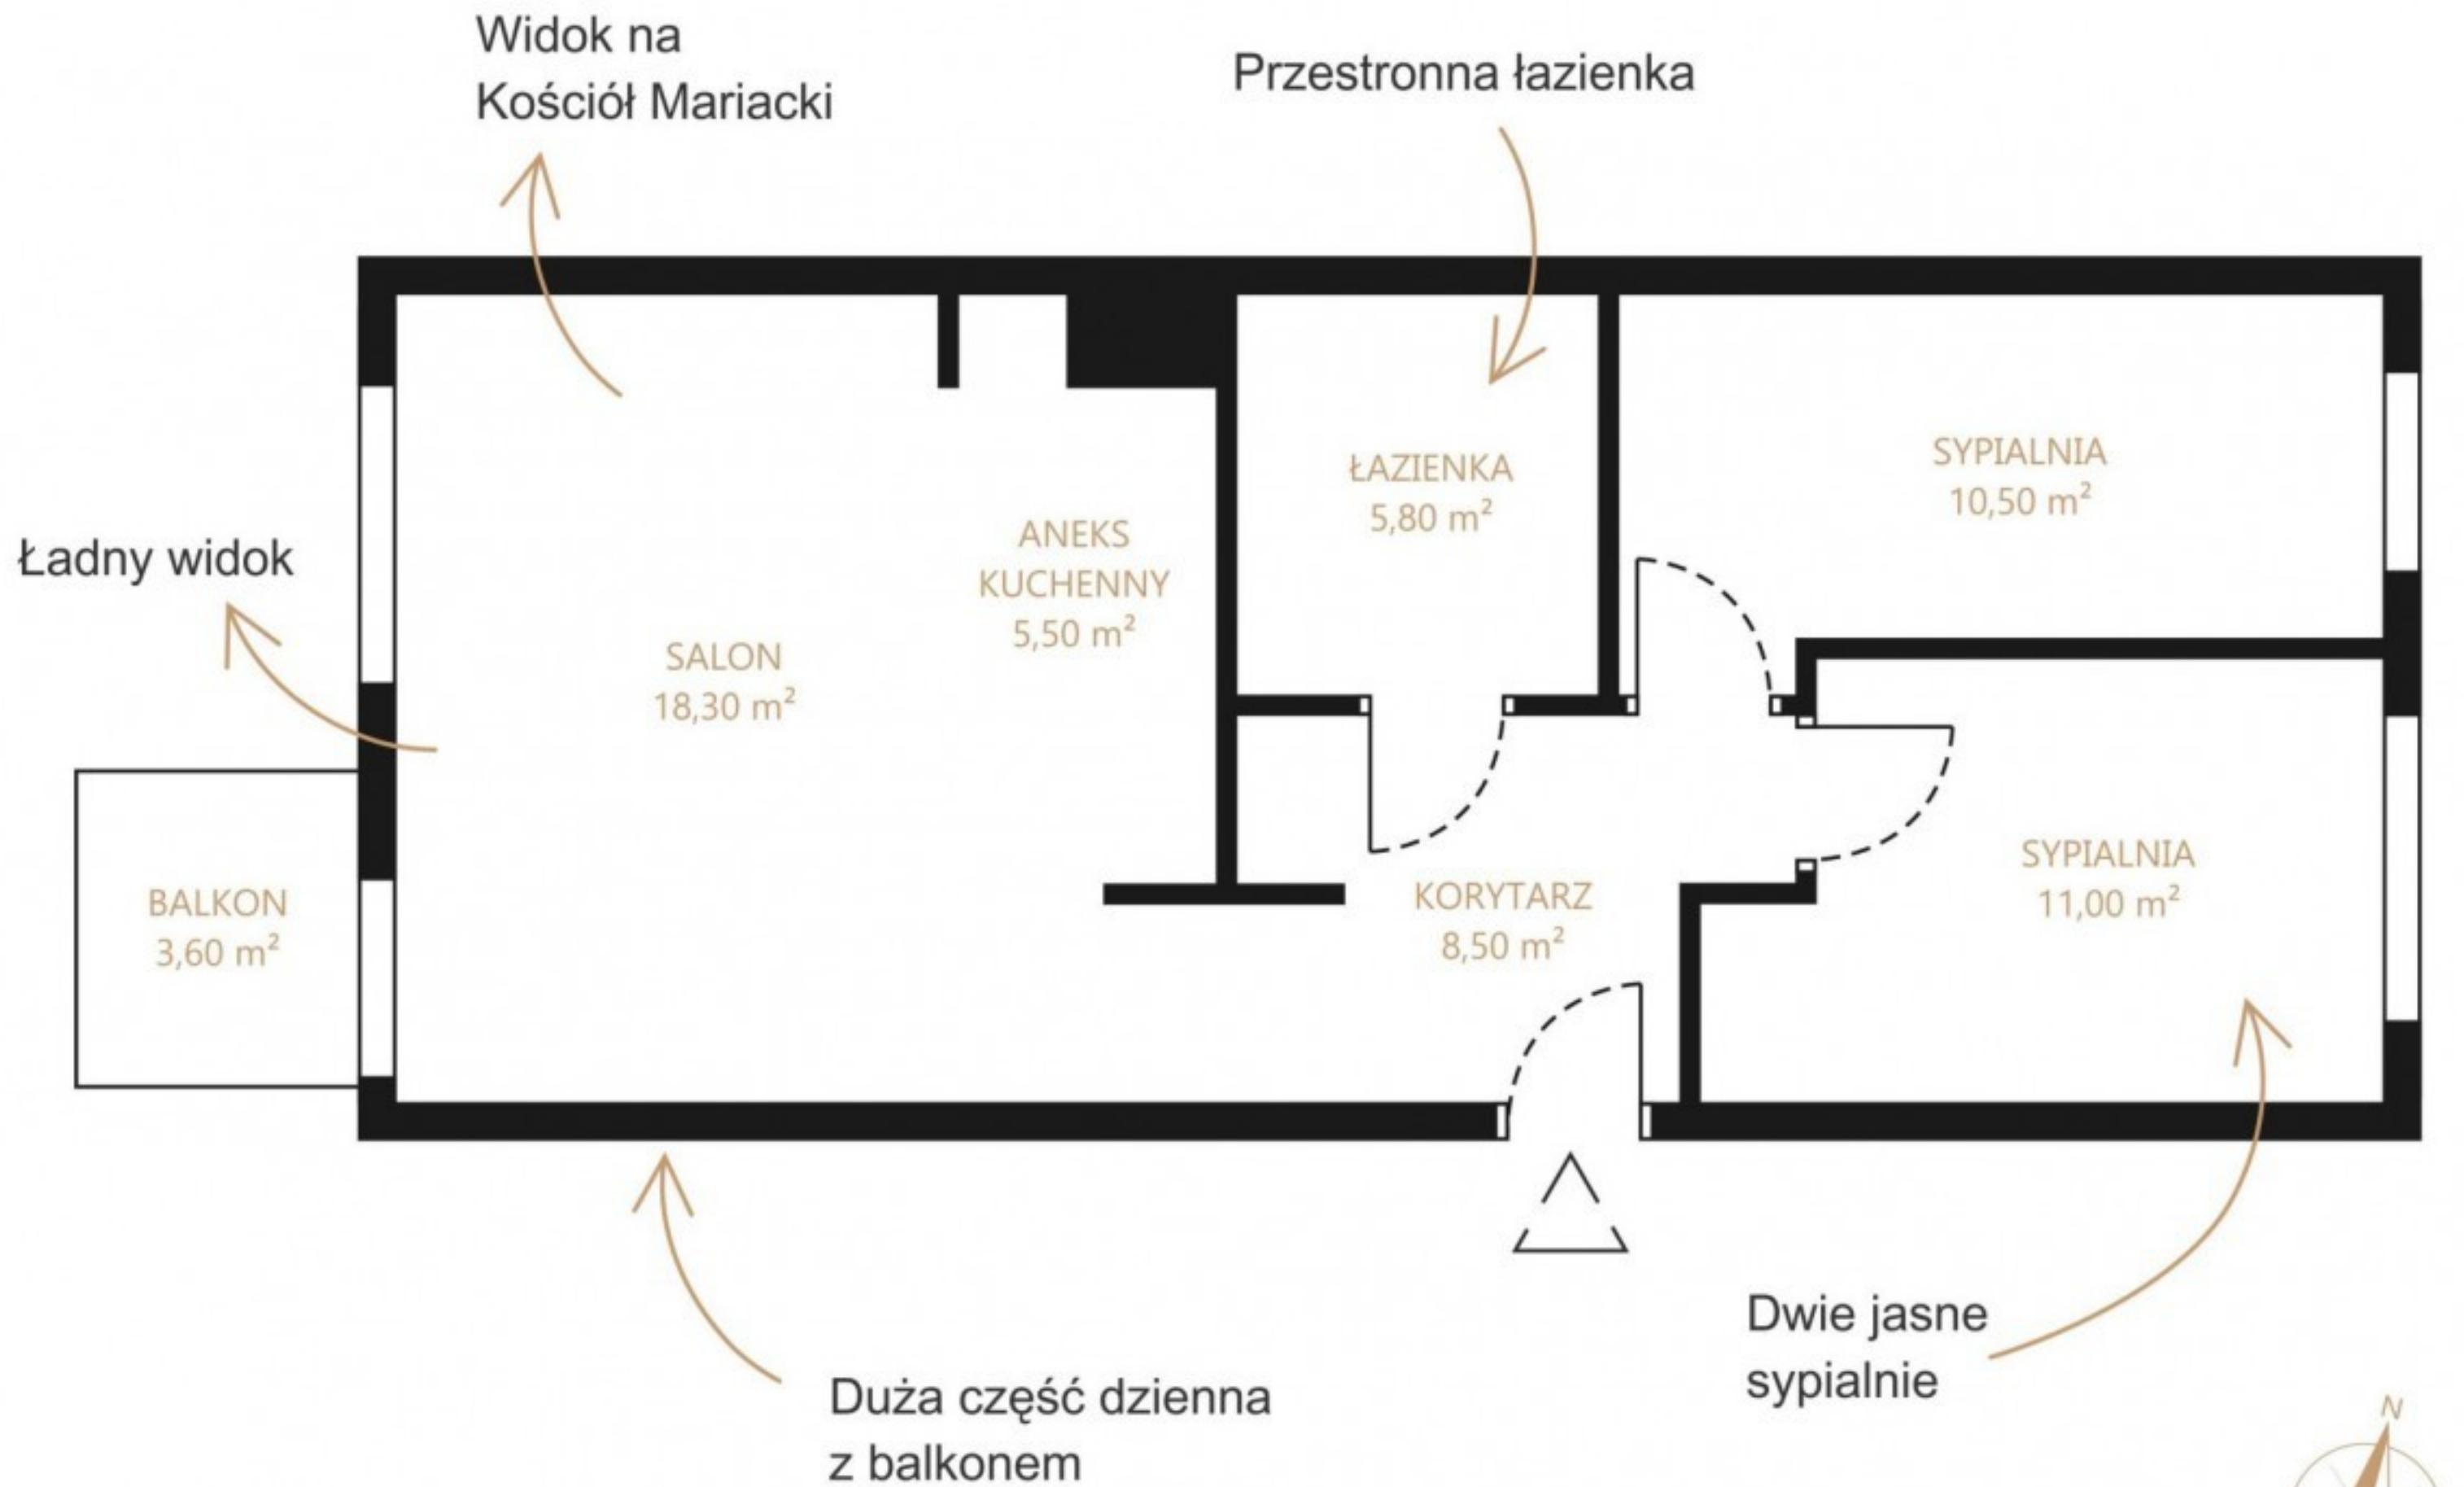 Widok na
Kościół Mariacki
Przestronna łazienka
Ładny widok
SALON
18,30 m²
ANEKS
KUCHENNY
5,50 m²
ŁAZIENKA
5,80 m²
SYPIALNIA
10,50 m²
BALKON
3,60 m²
KORYTARZ
8,50 m²
SYPIALNIA
11,00 m²
Duża część dzienna
z balkonem
Dwie jasne
sypialnie
N